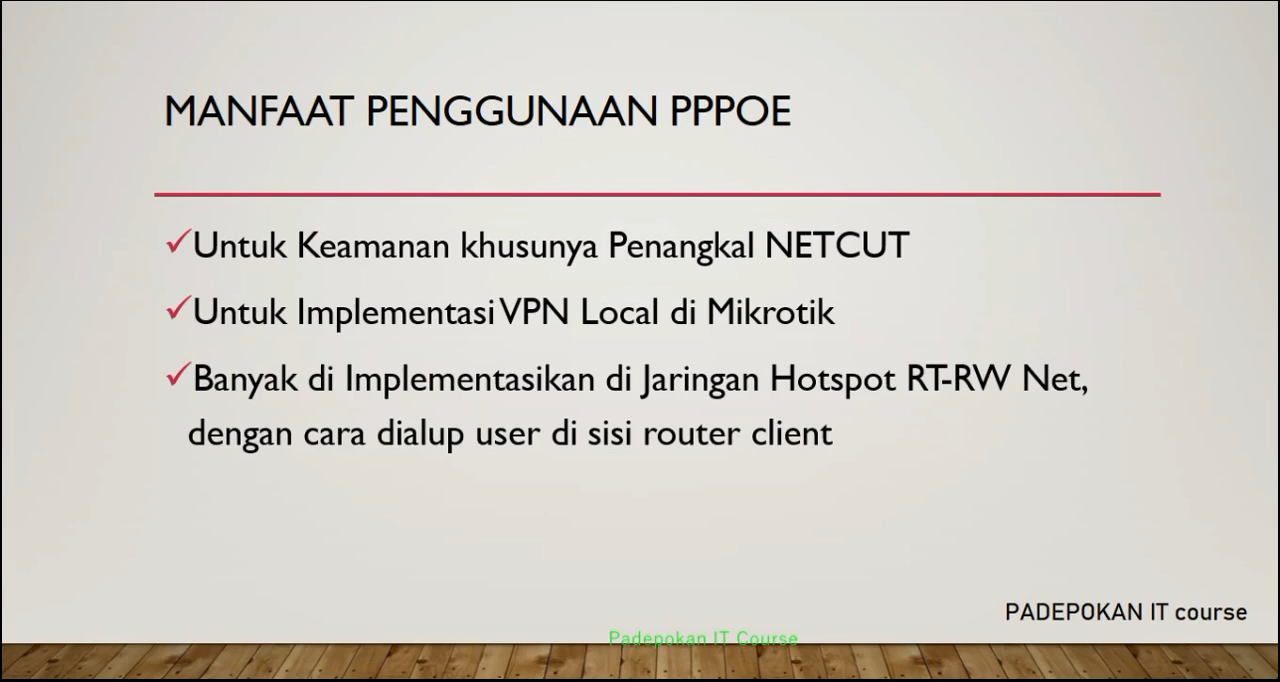 MANFAAT PENGGUNAAN PPPOE
✓Untuk Keamanan khusunya Penangkal NETCUT
✓Untuk Implementasi VPN Local di Mikrotik
✓Banyak di Implementasikan di Jaringan Hotspot RT-RW Net,
dengan cara dialup user di sisi router client
PADEPOKAN IT course
Padepokan IT Course